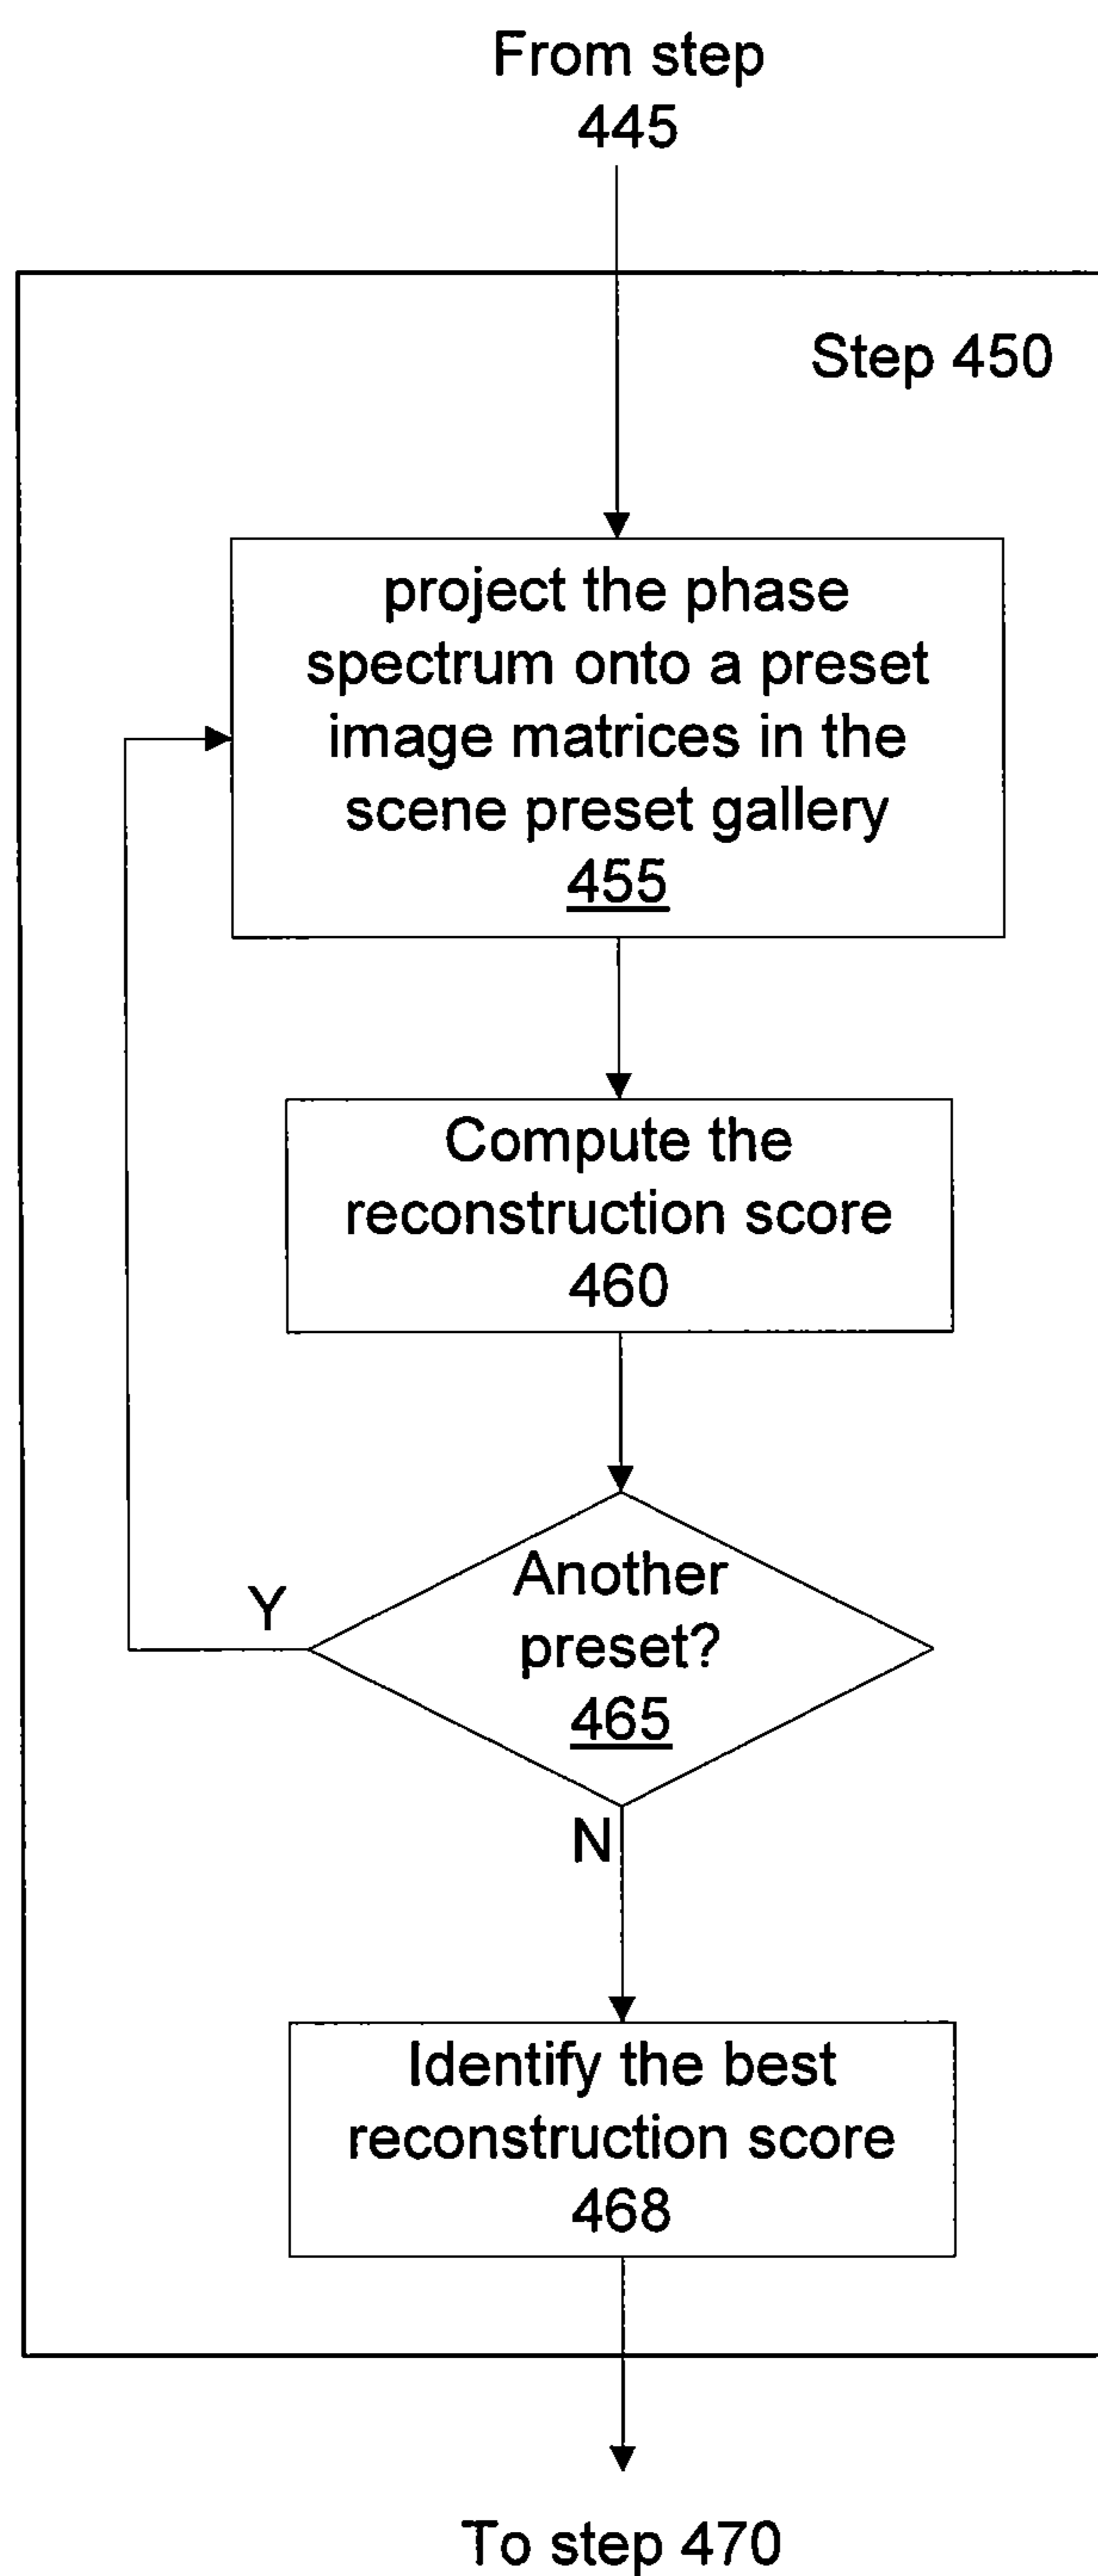 From step
445
Step 450
project the phase
spectrum onto a preset
image matrices in the
scene preset gallery
455
Compute the
reconstruction score
460
Another
preset?
465
Y
N
Identify the best
reconstruction score
468
To step 470